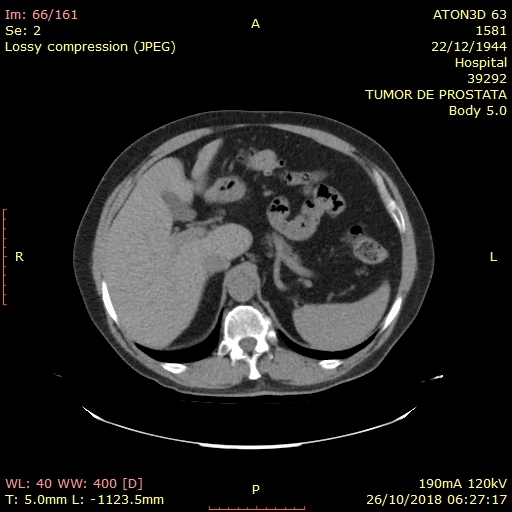 Im: 66/161
Se: 2
Lossy compression (JPEG)
A
ATON3D 63
1581
22/12/1944
Hospital
39292
TUMOR DE PROSTATA
Body 5.0
R
L
WL: 40 WW: 400 [D]
T: 5.0mm L: -1123.5mm
P
190mA 120kV
26/10/2018 06:27:17